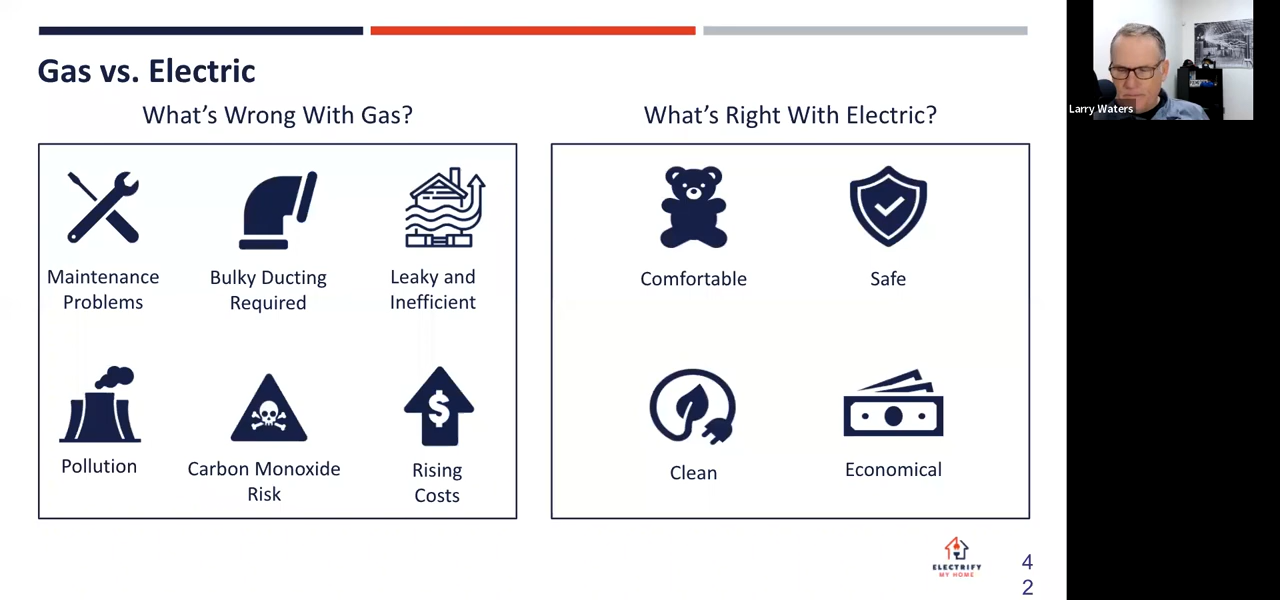 Gas vs. Electric
What's Wrong With Gas?
Maintenance
Problems
Bulky Ducting
Required
Leaky and
Inefficient
$
Pollution
Carbon Monoxide
Risk
Rising
Costs
What's Right With Electric?
Comfortable
Safe
Clean
Economical
ELECTRIFY
MY HOME
4
2
Larry Waters